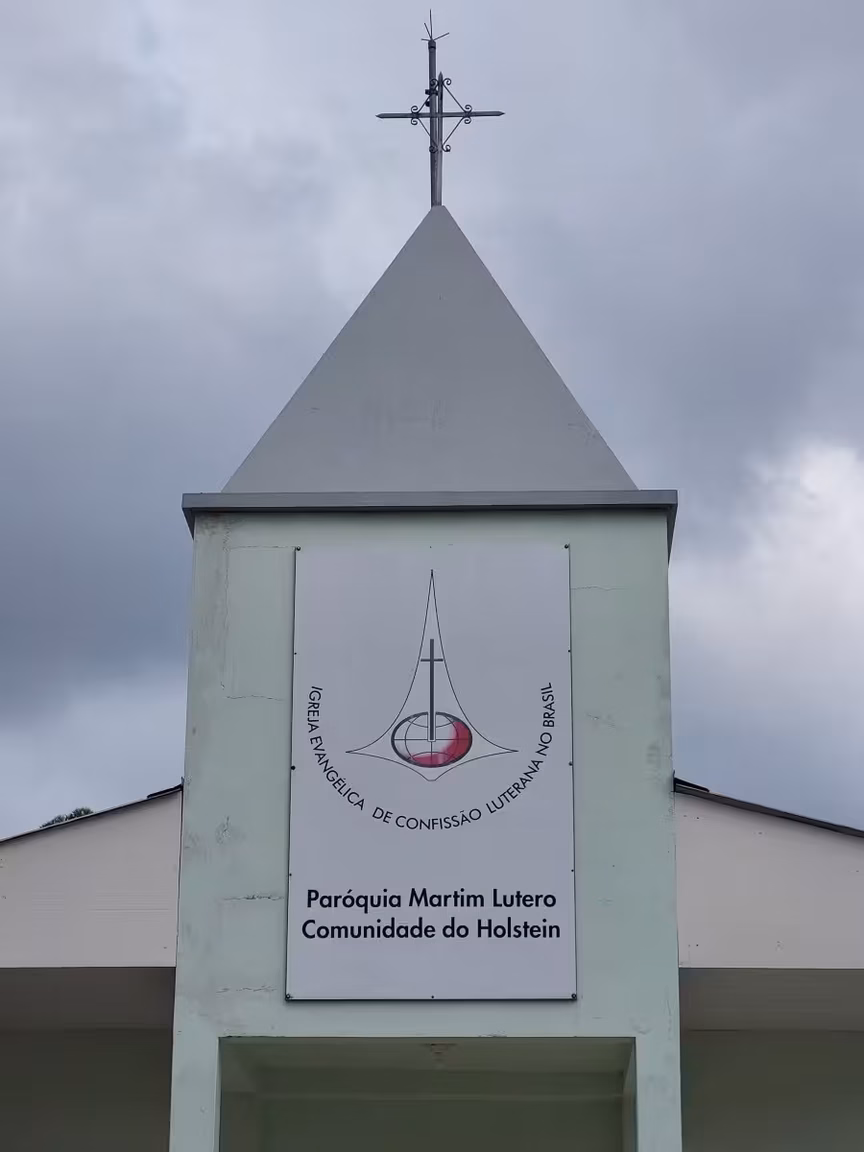 IGREJA EVANGÉLICA DE CONFISSÃO LUTERANA NO BRASIL
Paróquia Martim Lutero
Comunidade do Holstein